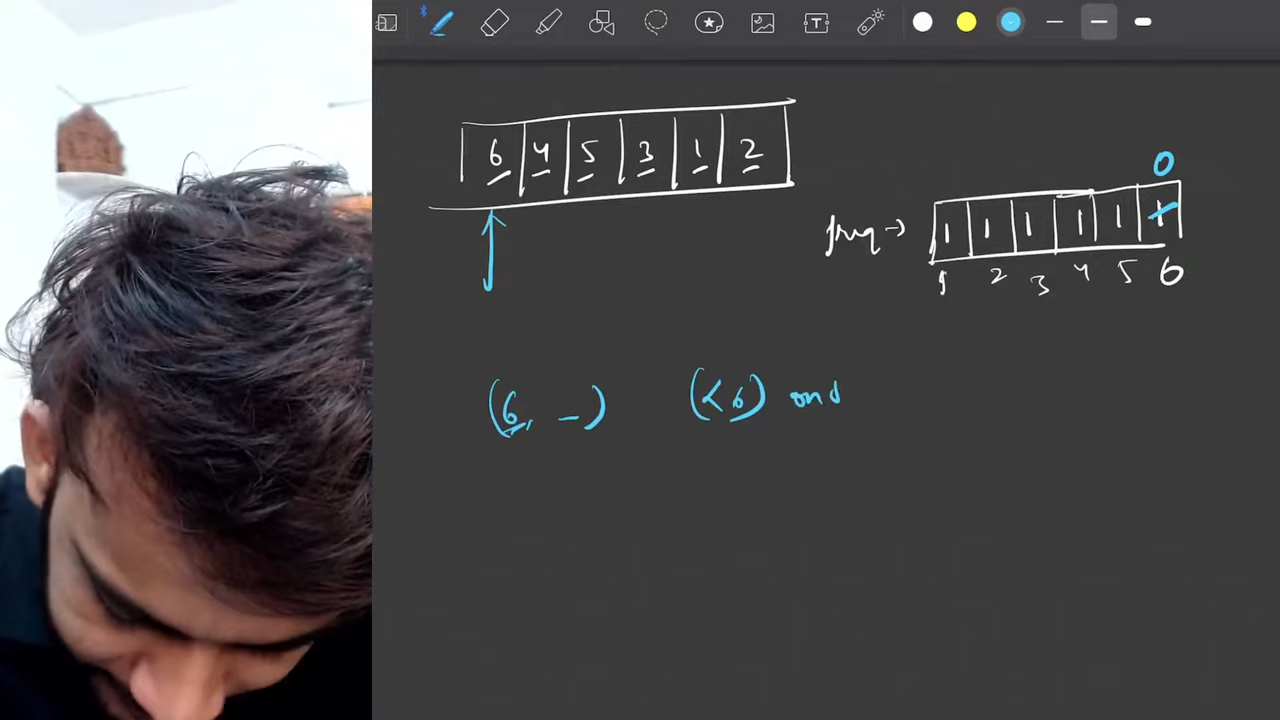 6 4 5 3 1 2
0
freq → 1 1 1 1 1 1
1 2 3 4 5 6
(6, _) (< 6) and
T